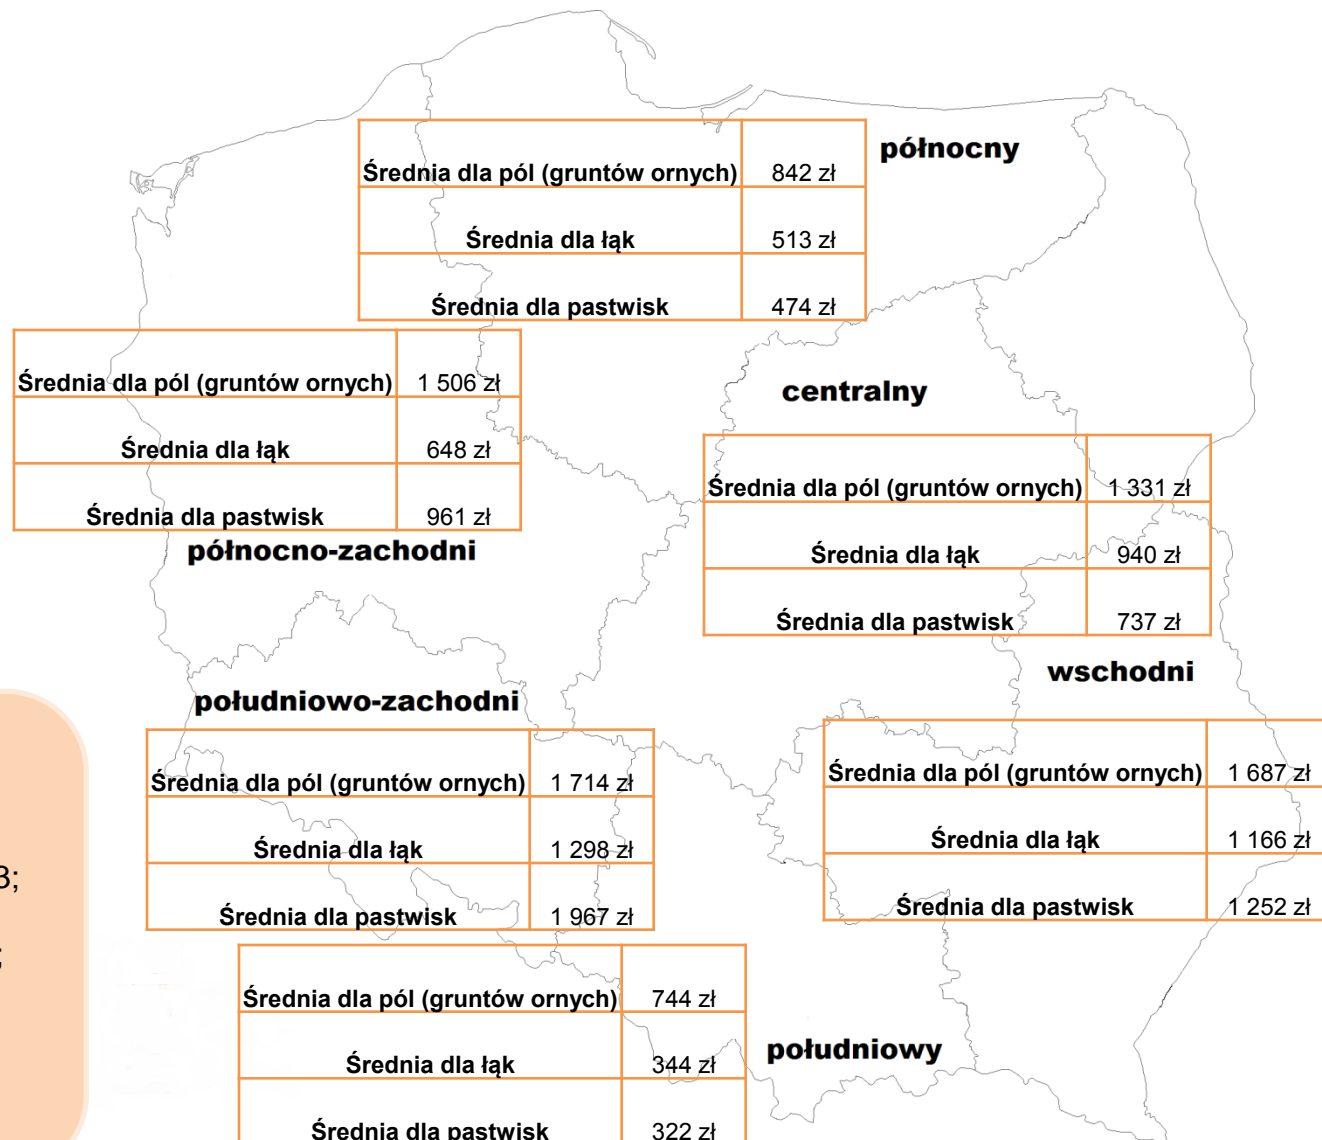 północny
Średnia dla pól (gruntów ornych) 842 zł
Średnia dla łąk 513 zł
Średnia dla pastwisk 474 zł
Średnia dla pól (gruntów ornych) 1 506 zł
Średnia dla łąk 648 zł
Średnia dla pastwisk 961 zł
północno-zachodni
centralny
Średnia dla pól (gruntów ornych) 1 331 zł
Średnia dla łąk 940 zł
Średnia dla pastwisk 737 zł
południowo-zachodni
Średnia dla pól (gruntów ornych) 1 714 zł
Średnia dla łąk 1 298 zł
Średnia dla pastwisk 1 967 zł
wschodni
Średnia dla pól (gruntów ornych) 1 687 zł
Średnia dla łąk 1 166 zł
Średnia dla pastwisk 1 252 zł
3;
;
Średnia dla pól (gruntów ornych) 744 zł
Średnia dla łąk 344 zł
Średnia dla pastwisk 322 zł
południowy